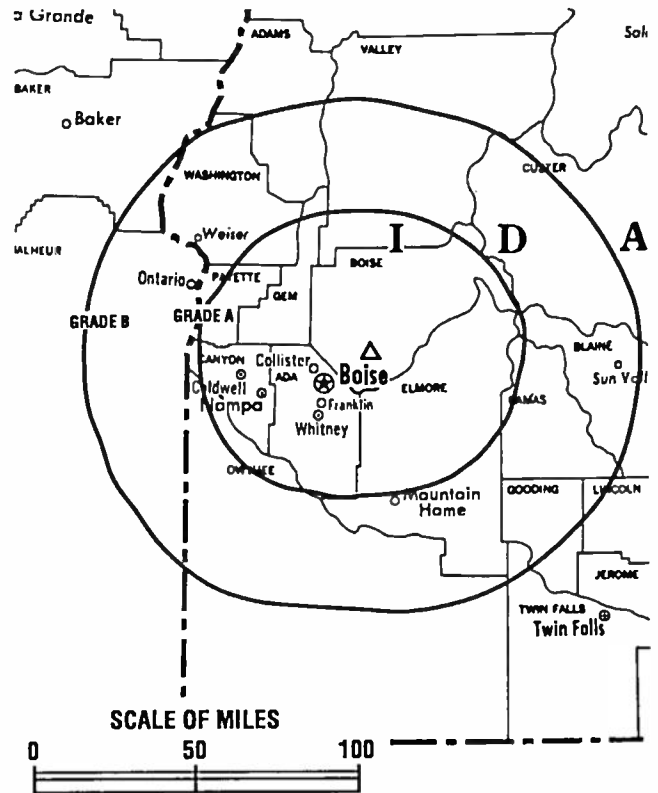 a Grande
ADAMS
VALLEY
Sal
BAKER
Baker
CUSTER
WASHINGTON
Weiser
I D A
MALHEUR
BOISE
Ontario
PAYETTE
GEM
GRADE B
GRADE A
BLAINE
CANYON
Collister
Boise
Sun Vall
ADA
ELMORE
Caldwell
CAMAS
Nampa
Franklin
Whitney
OWYHEE
Mountain
Home
GOODING
LINCOLN
JEROME
TWIN FALLS
Twin Falls
SCALE OF MILES
0 50 100